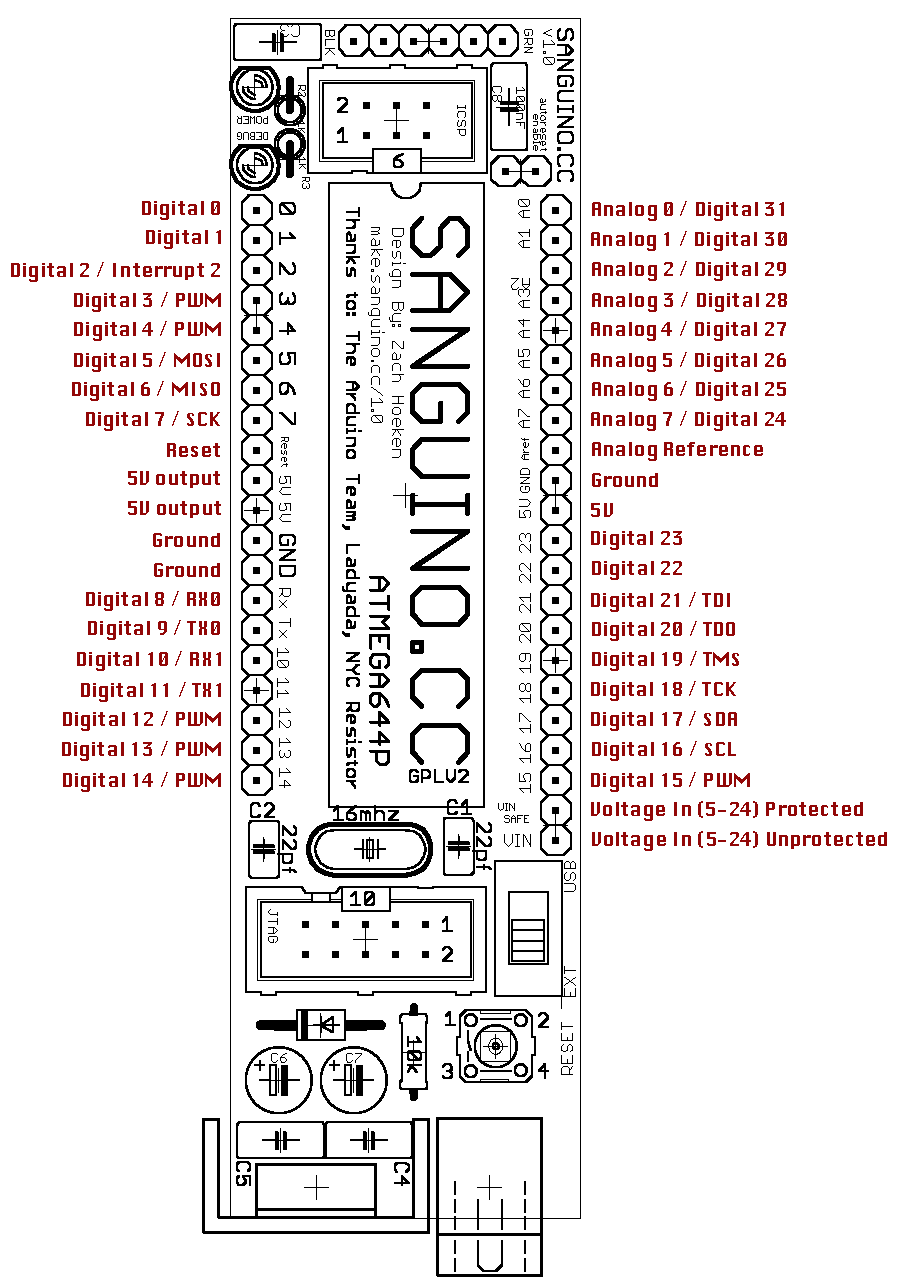 C3
BLK
GRN
v1.0
SANGUINO.CC
R2
1K
POWER
DEBUG
1K
R3
2
1
ICSP
6
C8
100nF
autoreset
enable
Digital 0
Digital 1
Digital 2 / Interrupt 2
Digital 3 / PWM
Digital 4 / PWM
Digital 5 / MOSI
Digital 6 / MISO
Digital 7 / SCK
Reset
5V output
5V output
Ground
Ground
Digital 8 / RX0
Digital 9 / TX0
Digital 10 / RX1
Digital 11 / TX1
Digital 12 / PWM
Digital 13 / PWM
Digital 14 / PWM
0
1
2
3
4
5
6
7
Reset
5V
5V
GND
Rx
Tx
10
11
12
13
14
SANGUINO.CC
Design By: Zach Hoeken
make.sanguino.cc/1.0
Thanks to: The Arduino Team, Ladyada, NYC Resistor
ATMEGA644P
GPLV2
A0
A1
A3
A4
A5
A6
A7
Aref
GND
5V
23
22
21
20
19
18
17
16
15
VIN
SAFE
VIN
Analog 0 / Digital 31
Analog 1 / Digital 30
Analog 2 / Digital 29
Analog 3 / Digital 28
Analog 4 / Digital 27
Analog 5 / Digital 26
Analog 6 / Digital 25
Analog 7 / Digital 24
Analog Reference
Ground
5V
Digital 23
Digital 22
Digital 21 / TDI
Digital 20 / TDO
Digital 19 / TMS
Digital 18 / TCK
Digital 17 / SDA
Digital 16 / SCL
Digital 15 / PWM
Voltage In (5-24) Protected
Voltage In (5-24) Unprotected
C2
22pf
16mhz
C1
22pf
10
JTAG
1
2
USB
EXT
C6
C7
10k
1
2
3
4
RESET
C5
C4